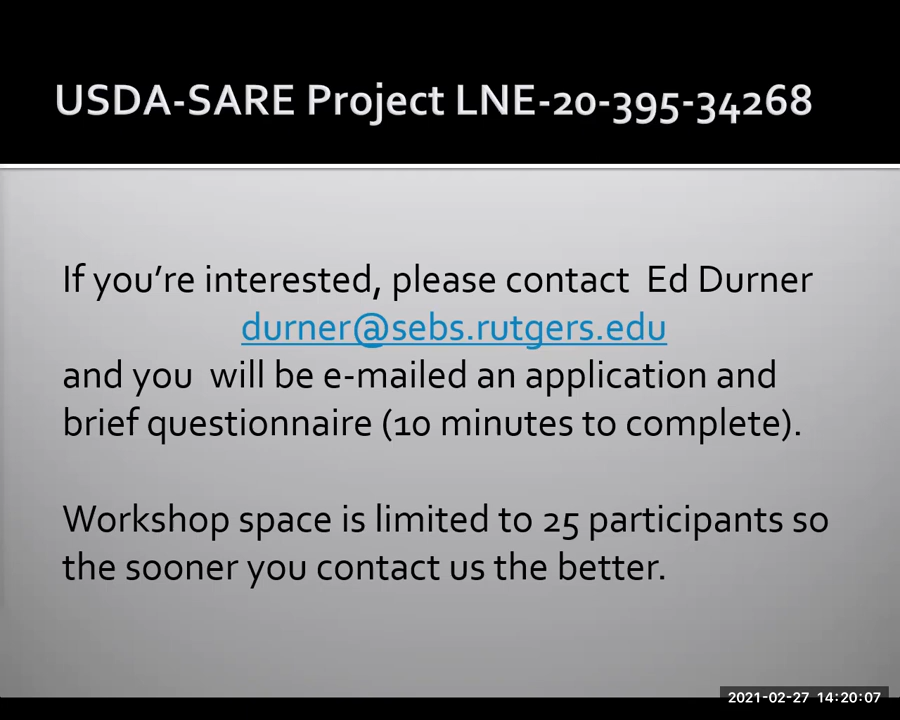 USDA-SARE Project LNE-20-395-34268
If you’re interested, please contact  Ed Durner
durner@sebs.rutgers.edu
and you  will be e-mailed an application and
brief questionnaire (10 minutes to complete).
Workshop space is limited to 25 participants so
the sooner you contact us the better.
2021-02-27 14:20:07